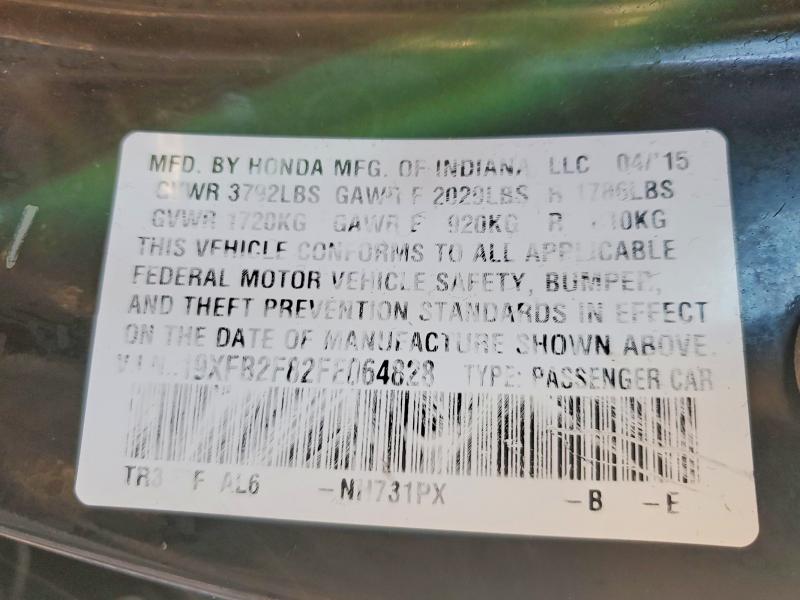 MFD. BY HONDA MFG. OF INDIANA, LLC 04/15
GVWR 3792LBS GAWR F 2029LBS R 1786LBS
GVWR 1720KG GAWR F 920KG R
THIS VEHICLE CONFORMS TO ALL APPLICABLE
FEDERAL MOTOR VEHICLE SAFETY, BUMPER,
AND THEFT PREVENTION STANDARDS IN EFFECT
ON THE DATE OF MANUFACTURE SHOWN ABOVE.
V.I.N.: TYPE: PASSENGER CAR
TR3 F AL6 -NH731PX -B -E